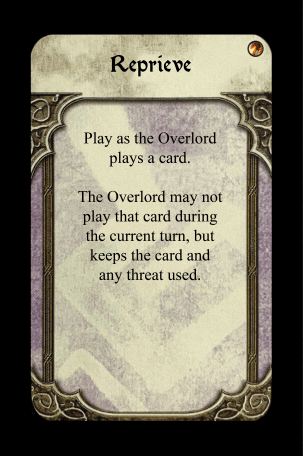 Reprieve
Play as the Overlord
plays a card.
The Overlord may not
play that card during
the current turn, but
keeps the card and
any threat used.